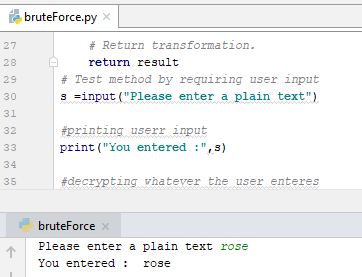 bruteForce.py ×
27 # Return transformation.
28 return result
29 # Test method by requiring user input
30 s =input("Please enter a plain text")
31
32 #printing userr input
33 print("You entered :",s)
34
35 #decrypting whatever the user enteres
bruteForce ×
Please enter a plain text rose
You entered :  rose